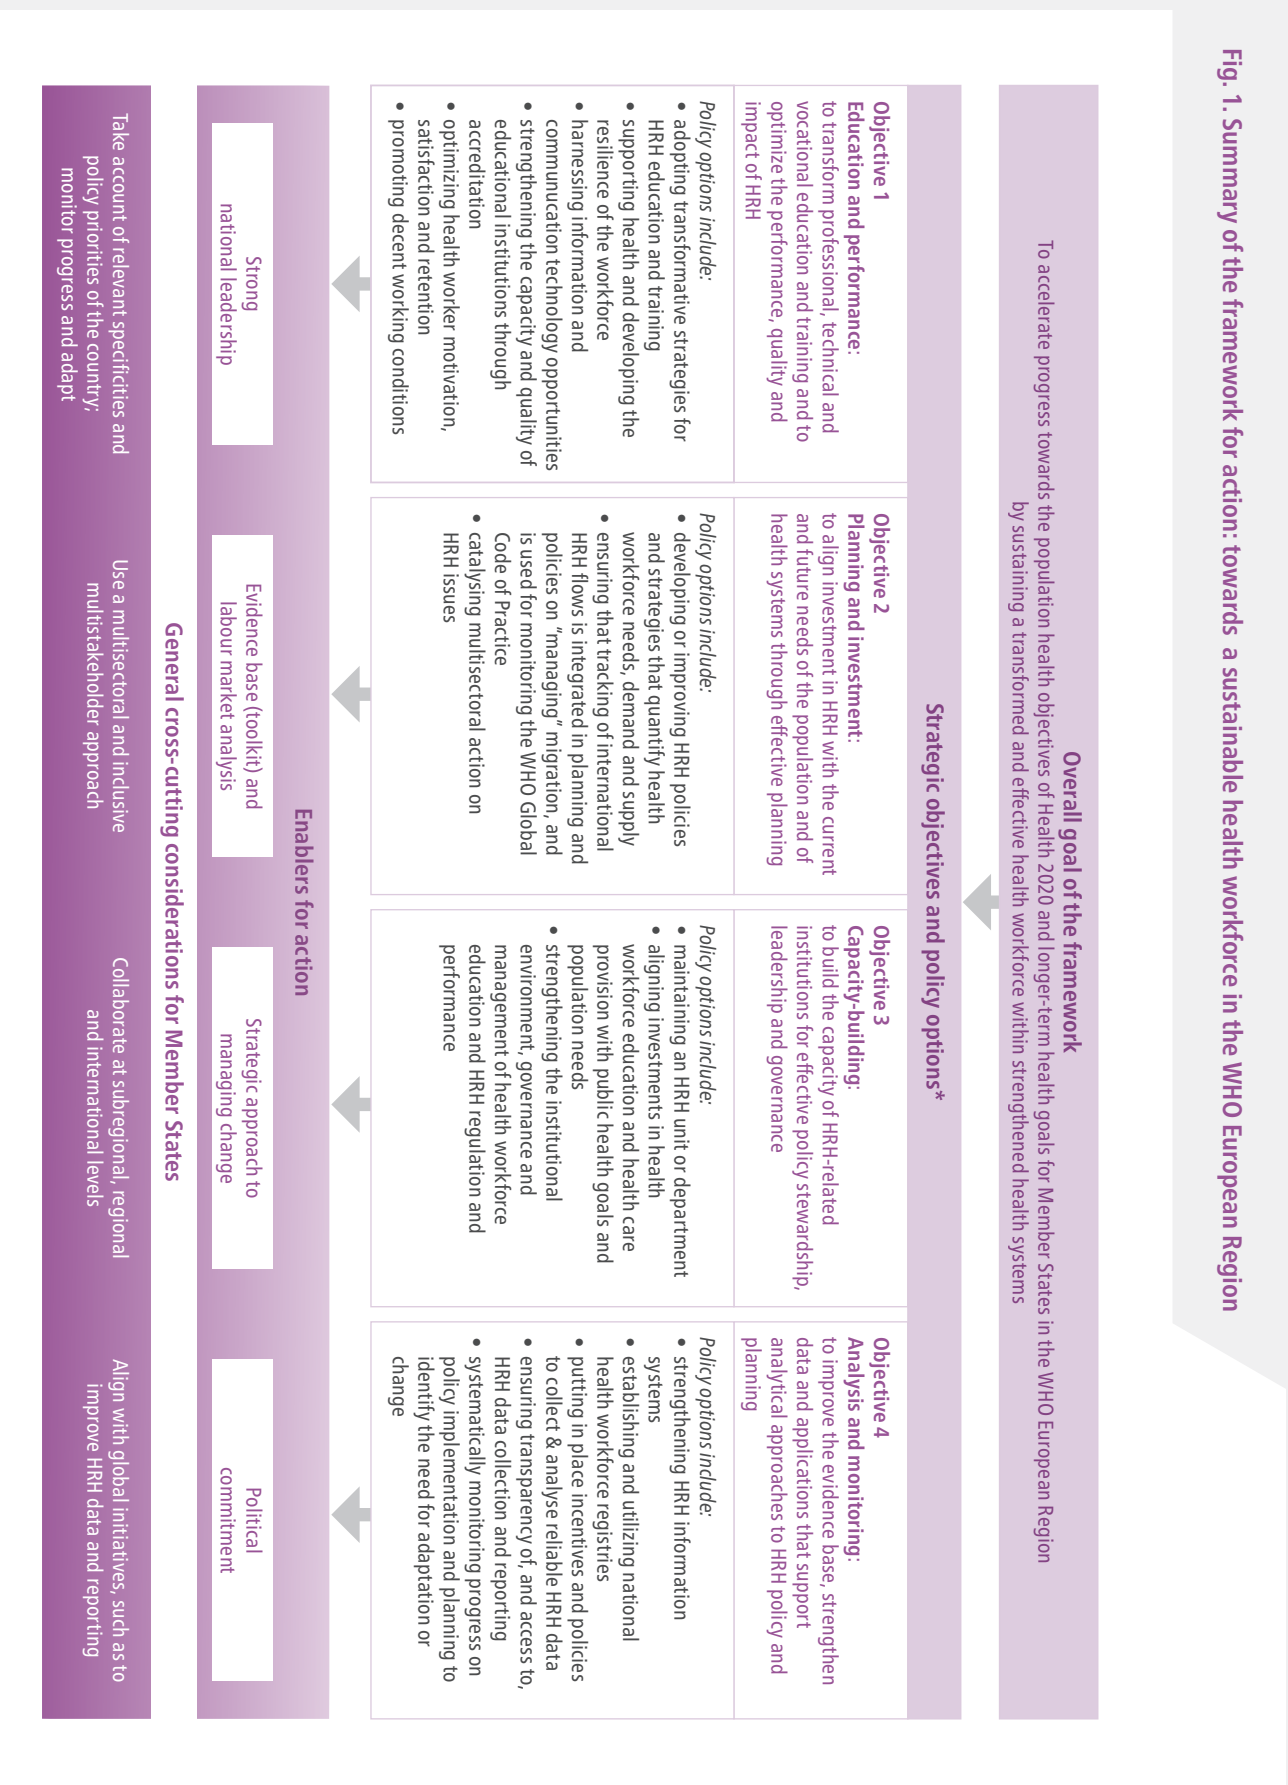 Fig. 1. Summary of the framework for action: towards a sustainable health workforce in the WHO European Region
Overall goal of the framework
To accelerate progress towards the population health objectives of Health 2020 and longer-term health goals for Member States in the WHO European Region
by sustaining a transformed and effective health workforce within strengthened health systems
Strategic objectives and policy options*
Objective 1
Education and performance:
to transform professional, technical and
vocational education and training and to
optimize the performance, quality and
impact of HRH
Policy options include:
• adopting transformative strategies for
HRH education and training
• supporting health and developing the
resilience of the workforce
• harnessing information and
communucation technology opportunities
• strengthening the capacity and quality of
educational institutions through
accreditation
• optimizing health worker motivation,
satisfaction and retention
• promoting decent working conditions
Objective 2
Planning and investment:
to align investment in HRH with the current
and future needs of the population and of
health systems through effective planning
Policy options include:
• developing or improving HRH policies
and strategies that quantify health
workforce needs, demand and supply
• ensuring that tracking of international
HRH flows is integrated in planning and
policies on “managing” migration, and
is used for monitoring the WHO Global
Code of Practice
• catalysing multisectoral action on
HRH issues
Objective 3
Capacity-building:
to build the capacity of HRH-related
institutions for effective policy stewardship,
leadership and governance
Policy options include:
• maintaining an HRH unit or department
• aligning investments in health
workforce education and health care
provision with public health goals and
population needs
• strengthening the institutional
environment, governance and
management of health workforce
education and HRH regulation and
performance
Objective 4
Analysis and monitoring:
to improve the evidence base, strengthen
data and applications that support
analytical approaches to HRH policy and
planning
Policy options include:
• strengthening HRH information
systems
• establishing and utilizing national
health workforce registries
• putting in place incentives and policies
to collect & analyse reliable HRH data
• ensuring transparency of, and access to,
HRH data collection and reporting
• systematically monitoring progress on
policy implementation and planning to
identify the need for adaptation or
change
Enablers for action
Strong
national leadership
Evidence base (toolkit) and
labour market analysis
Strategic approach to
managing change
Political
commitment
General cross-cutting considerations for Member States
Take account of relevant specificities and
policy priorities of the country;
monitor progress and adapt
Use a multisectoral and inclusive
multistakeholder approach
Collaborate at subregional, regional
and international levels
Align with global initiatives, such as to
improve HRH data and reporting